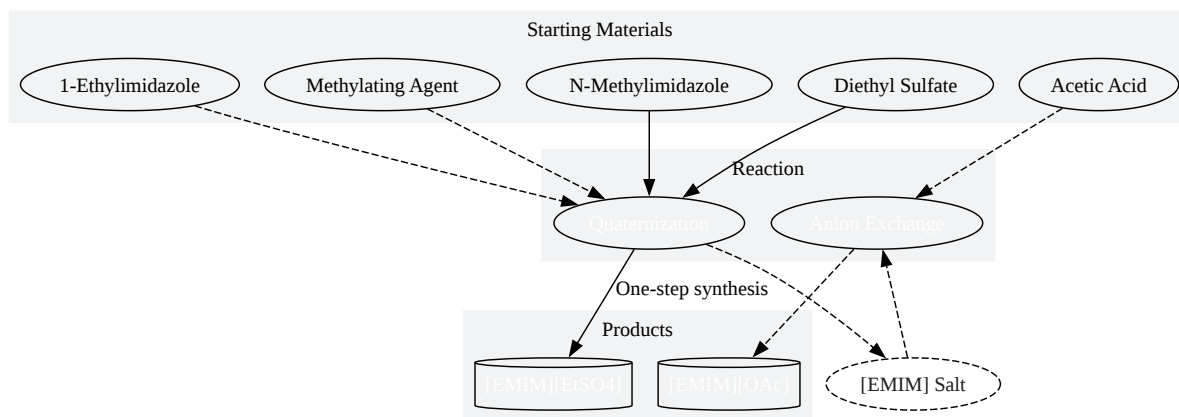 Starting Materials
1-Ethylimidazole
Methylating Agent
N-Methylimidazole
Diethyl Sulfate
Acetic Acid
Reaction
Quaternization
Anion Exchange
One-step synthesis
Products
[EMIM][EtSO4]
[EMIM][OAc]
[EMIM] Salt